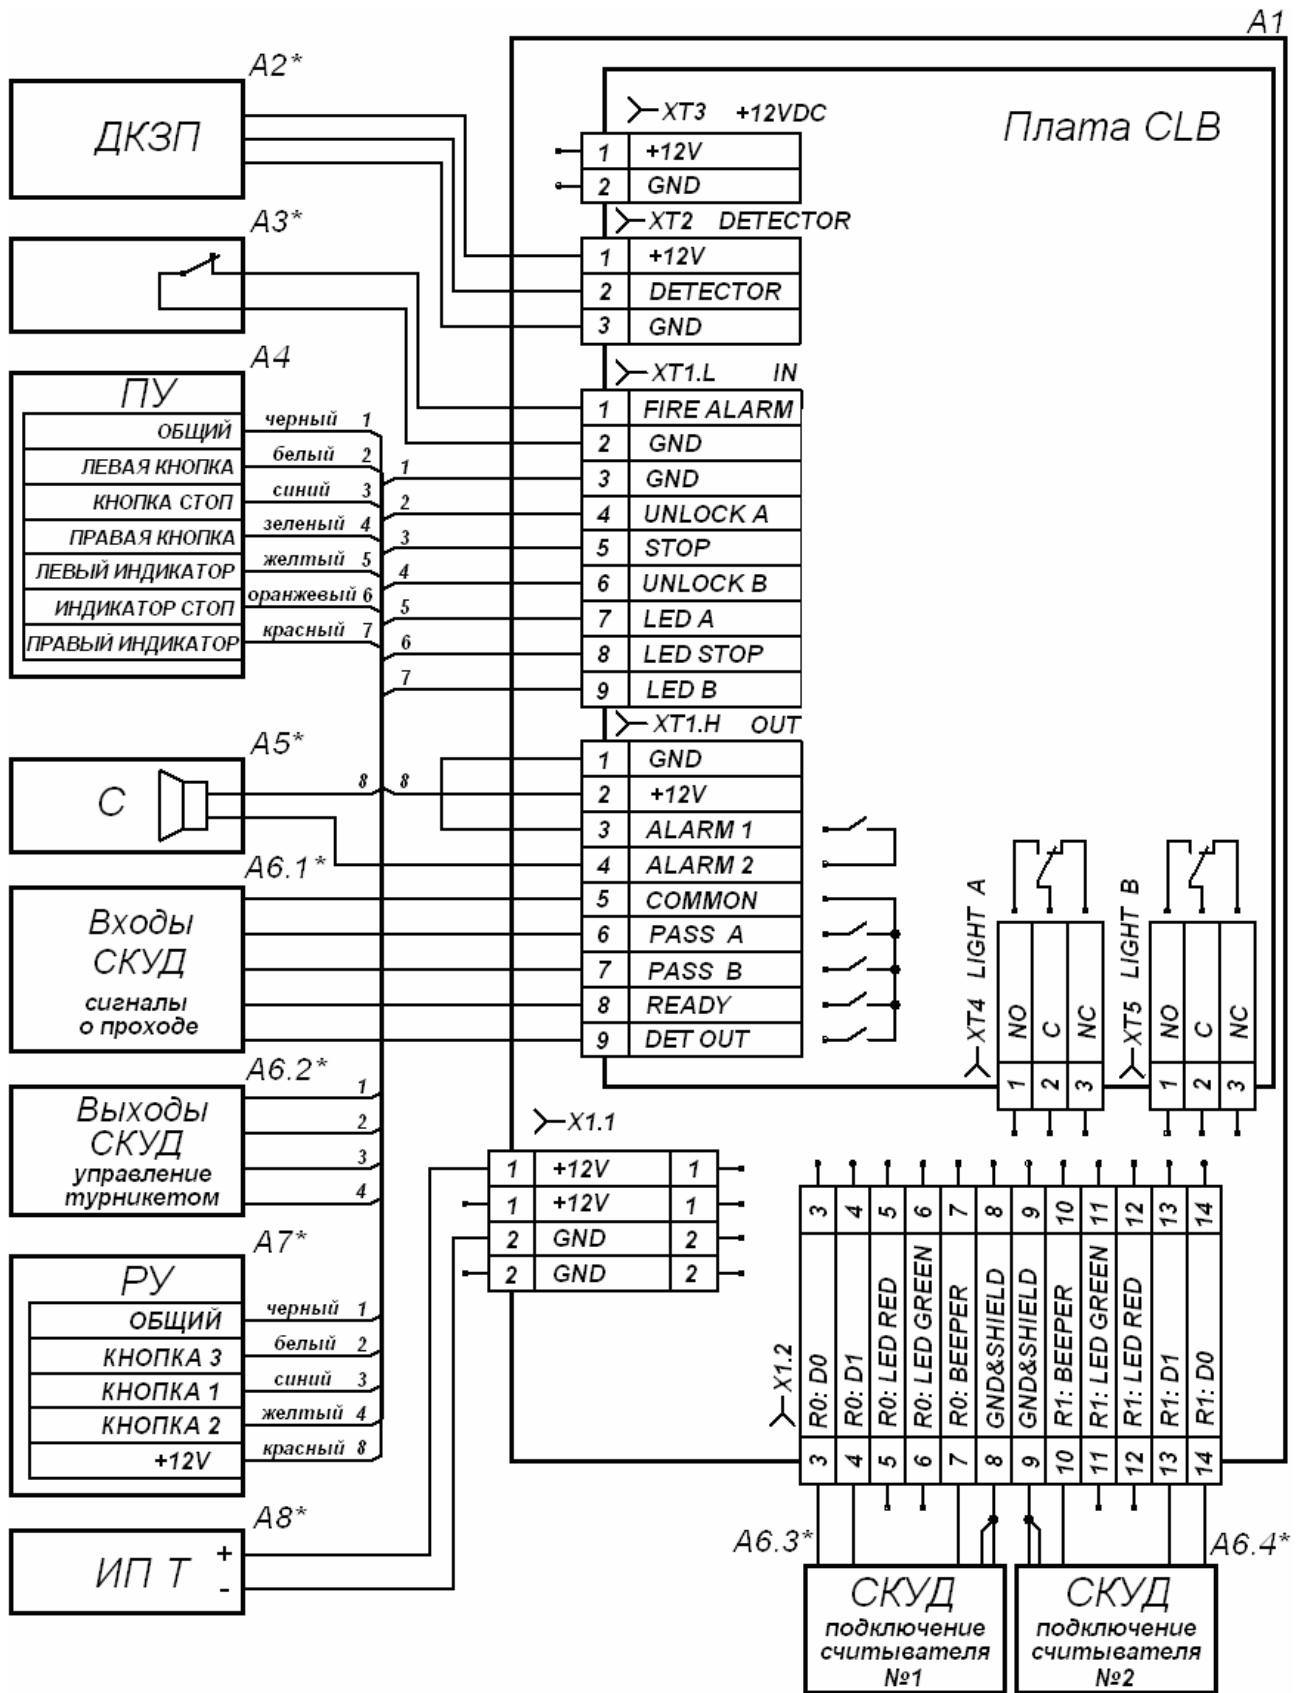 A1
A2*
ДКЗП
A3*
A4
ПУ
ОБЩИЙ черный 1
ЛЕВАЯ КНОПКА белый 2
КНОПКА СТОП синий 3
ПРАВАЯ КНОПКА зеленый 4
ЛЕВЫЙ ИНДИКАТОР желтый 5
ИНДИКАТОР СТОП оранжевый 6
ПРАВЫЙ ИНДИКАТОР красный 7
1
2
3
4
5
6
7
A5*
С
8 8
A6.1*
Входы
СКУД
сигналы
о проходе
A6.2*
Выходы
СКУД
управление
турникетом
1
2
3
4
A7*
РУ
ОБЩИЙ черный 1
КНОПКА 3 белый 2
КНОПКА 1 синий 3
КНОПКА 2 желтый 4
+12V красный 8
A8*
ИП Т + -
Плата CLB
XT3 +12VDC
1 +12V
2 GND
XT2 DETECTOR
1 +12V
2 DETECTOR
3 GND
XT1.L IN
1 FIRE ALARM
2 GND
3 GND
4 UNLOCK A
5 STOP
6 UNLOCK B
7 LED A
8 LED STOP
9 LED B
XT1.H OUT
1 GND
2 +12V
3 ALARM 1
4 ALARM 2
5 COMMON
6 PASS A
7 PASS B
8 READY
9 DET OUT
XT4 LIGHT A
1 NO
2 C
3 NC
XT5 LIGHT B
1 NO
2 C
3 NC
X1.1
1 +12V 1
1 +12V 1
2 GND 2
2 GND 2
X1.2
3 R0: D0 3
4 R0: D1 4
5 R0: LED RED 5
6 R0: LED GREEN 6
7 R0: BEEPER 7
8 GND&SHIELD 8
9 GND&SHIELD 9
10 R1: BEEPER 10
11 R1: LED GREEN 11
12 R1: LED RED 12
13 R1: D1 13
14 R1: D0 14
A6.3*
СКУД
подключение
считывателя
№1
A6.4*
СКУД
подключение
считывателя
№2